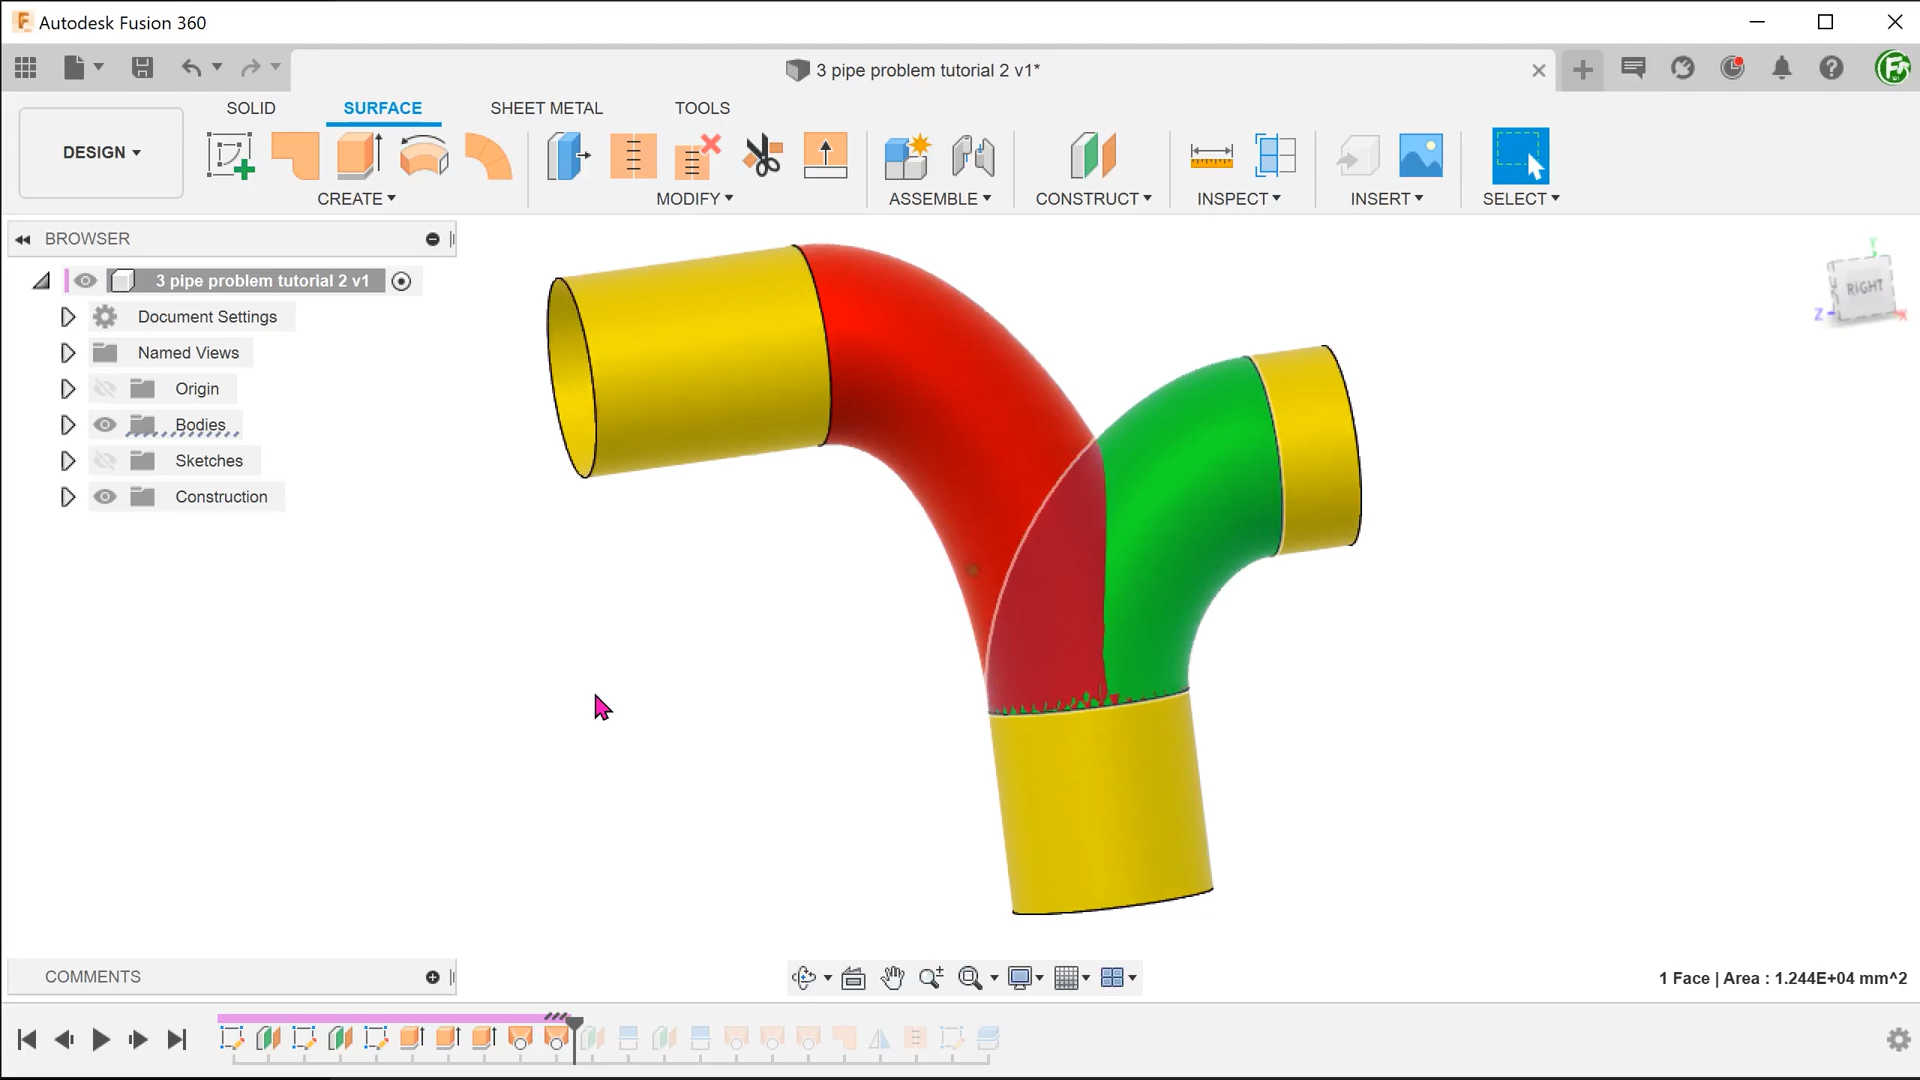 Autodesk Fusion 360
3 pipe problem tutorial 2 v1*
SOLID SURFACE SHEET METAL TOOLS
DESIGN
CREATE MODIFY ASSEMBLE CONSTRUCT INSPECT INSERT SELECT
BROWSER
3 pipe problem tutorial 2 v1
Document Settings
Named Views
Origin
Bodies
Sketches
Construction
Y
RIGHT
Z X
COMMENTS
1 Face | Area : 1.244E+04 mm^2